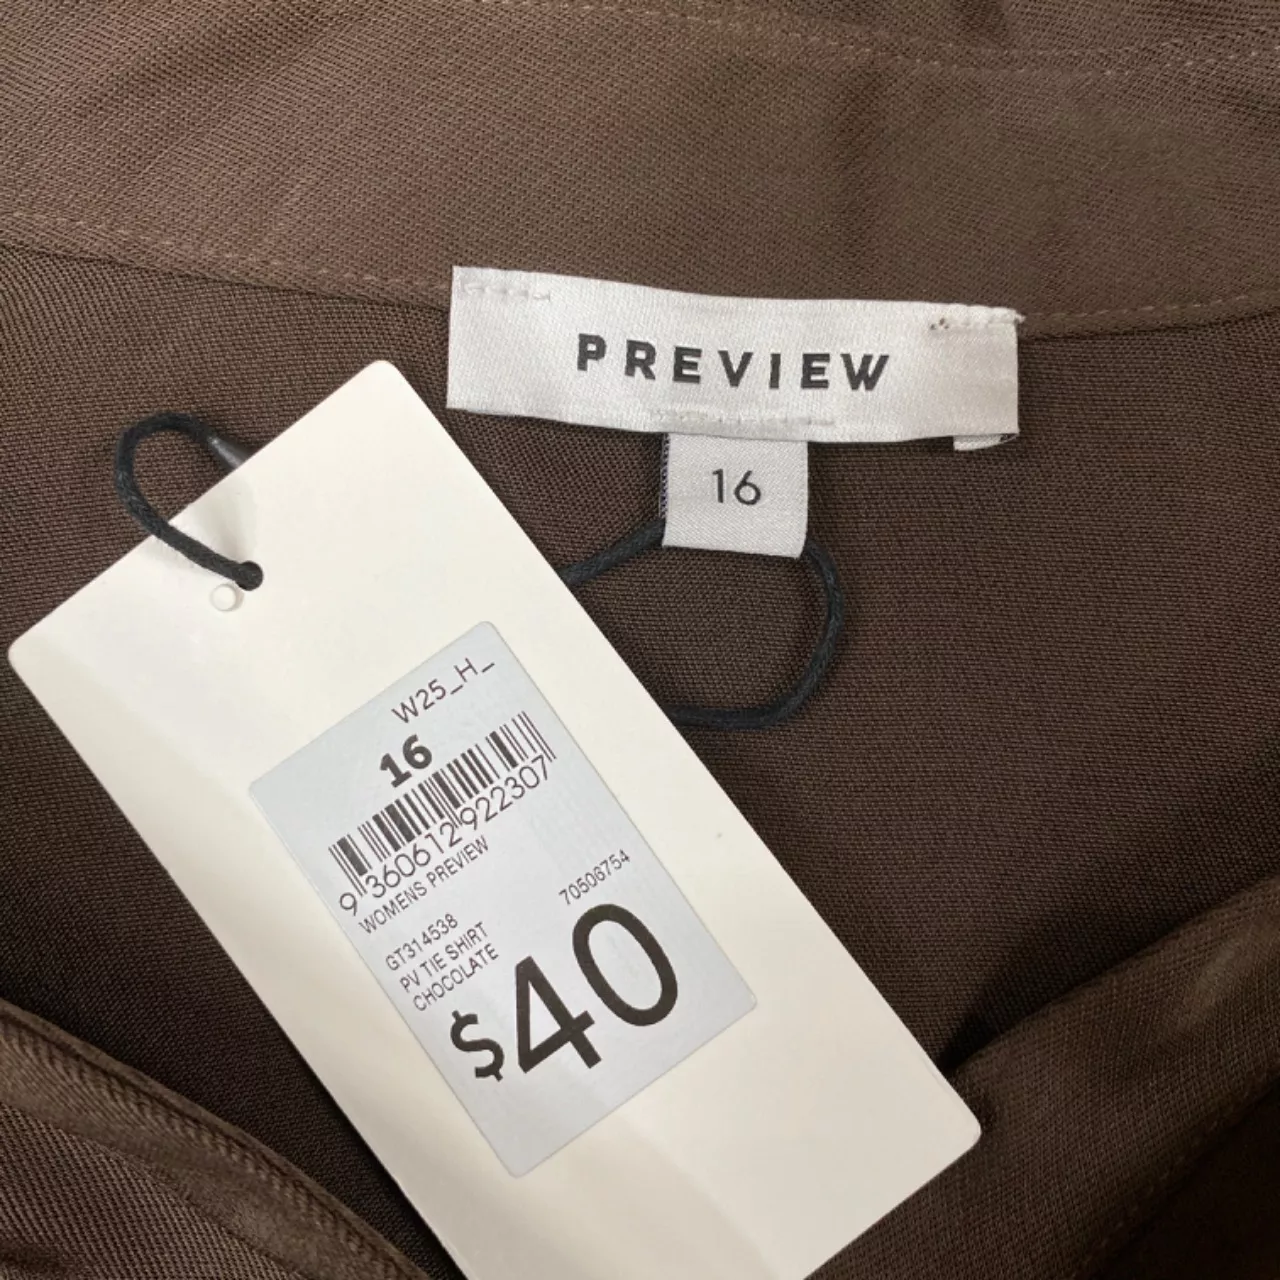 PREVIEW
16
W25_H_
16
9 360612 922307
WOMENS PREVIEW
GT314538 70506754
PV TIE SHIRT
CHOCOLATE
$40